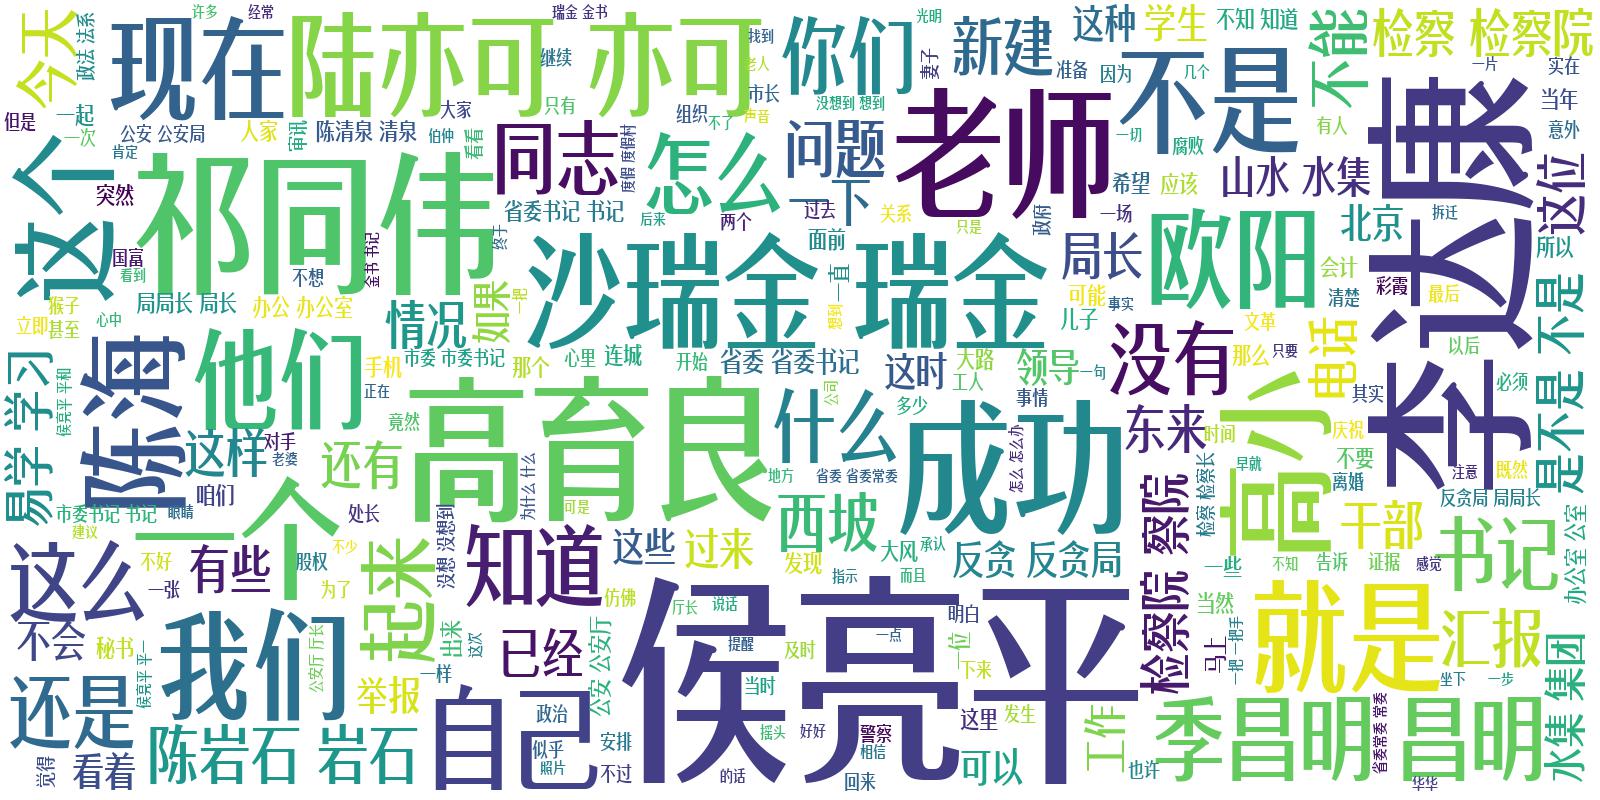 今天
政法 法系
许多
经常
现在
陆亦可 亦可
瑞金 金书
继续
找到
老人
你们
光明
妻子
新建
这种
学生
不知 知道
不能
检察 检察院
一片
实在
但是
一起
一次
公安 公安局
肯定
人家
审讯
大家
陈清泉 清泉
伯仲
看看
只有
组织
市长
不了
声音
没想到 想到
准备
因为
几个
不是
当年
有人
意外
这个
突然
祁同伟
同志
度假 度假村
怎么
问题
一下
老师
一切
腐败
希望
应该
山水 水集
李达康
这位
国富
看到
不想
金书 书记
省委书记 书记
终于
后来
两个
过去
关系
面前
只是
政府
一场
局长
欧阳
北京
拆迁
所以
猴子
立即
甚至
心中
局局长 局长
办公 办公室
情况
如果
一起
沙瑞金 瑞金
一直
想到
可能
事实
儿子
会计
清楚
彩霞
最后
文革
易学 学习
侯亮平 平和
陈海
他们
手机
正在
市委 市委书记
那个
心里
连城
开始
省委 省委书记
这时
大路
工人
领导
一句
没有
那么
只要
电话
以后
是不是 不是
必须
这样
对手
老婆
咱们
还有
竟然
高育良
什么
公司
多少
成功
事情
东来
时间
高小
其实
庆祝
不要
离婚
早就
注意
既然
市委书记 书记
建议
眼睛
一个
处长
没想 没想到
为什么 什么
可是
地方
省委 省委常委
怎么 怎么办
西坡
检察院 察院
检察 检察长
反贪局 局局长
干部
书记
办公室 公室
这么
不好
有些
一张
股权
不少
为了
起来
知道
这些
仿佛
过来
发现
大风
承认
指示
而且
反贪 反贪局
一些
不知
告诉
证据
感觉
不会
秘书
侯亮平 平一
我们
公安厅 厅长
出来
这次
已经
公安 公安厅
厅长
说话
提醒
及时
侯亮平
一点
明白
一位
下来
当然
马上
一把 一把手
就是
汇报
坐下
一步
水集 集团
还是
觉得
看着
陈岩石 岩石
举报
一样
自己
政治
似乎
照片
安排
不过
当时
摇头
的话
好好
警察
相信
回来
这里
发生
可以
工作
也许
李昌明 昌明
省委常委 常委
华华